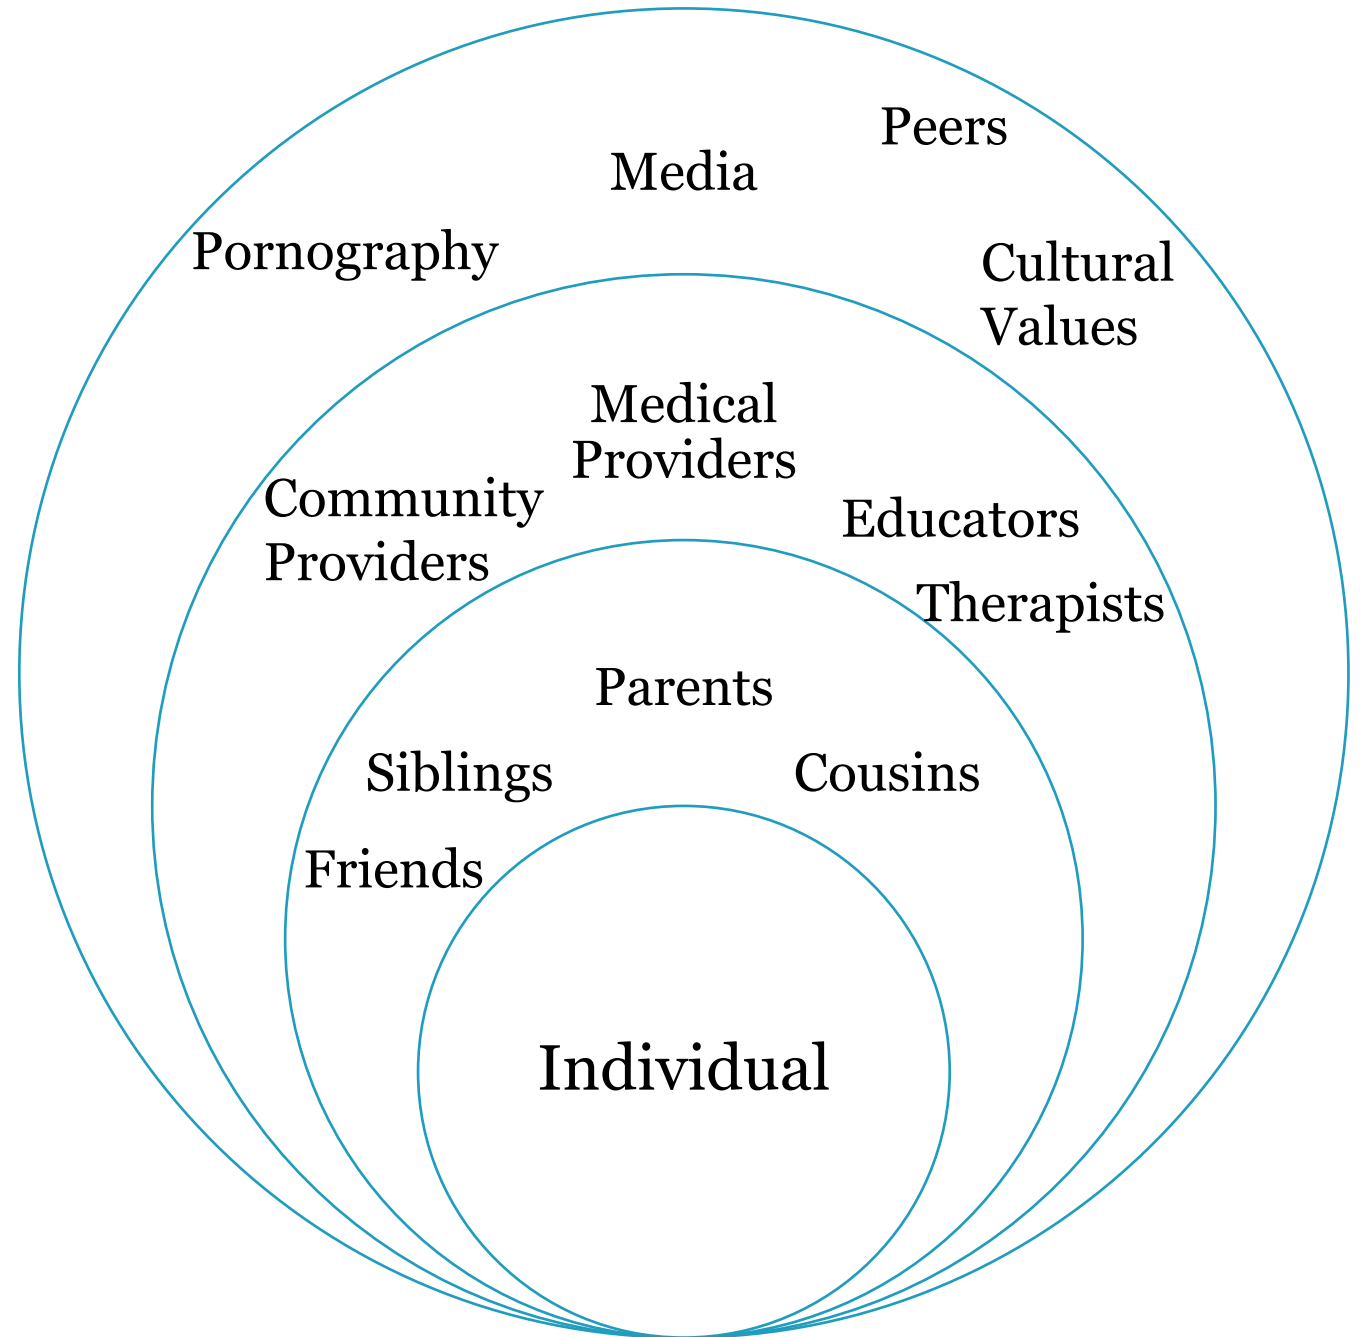 Peers
Media
Pornography
Cultural
Values
Medical
Providers
Community
Providers
Educators
Therapists
Parents
Siblings
Cousins
Friends
Individual